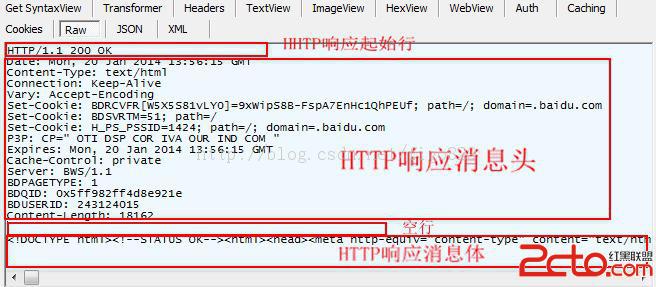 Get SyntaxView Transformer Headers TextView ImageView HexView WebView Auth Caching
Cookies Raw JSON XML
HTTP/1.1 200 OK HHTP响应起始行
Date: Mon, 20 Jan 2014 13:56:15 GMT
Content-Type: text/html
Connection: Keep-Alive
Vary: Accept-Encoding
Set-Cookie: BDRCVFR[W5X5S81vLYO]=9xWipS8B-FspA7EnHc1QhPEUf; path=/; domain=.baidu.com
Set-Cookie: BDSVRTM=51; path=/
Set-Cookie: H_PS_PSSID=1424; path=/; domain=.baidu.com
P3P: CP=" OTI DSP COR IVA OUR IND COM "
Expires: Mon, 20 Jan 2014 13:56:15 GMT
Cache-Control: private
Server: BWS/1.1
BDPAGETYPE: 1
BDQID: 0x5ff982ff4d8e921e
BDUSERID: 243124015
Content-Length: 18162
HTTP响应消息头
空行
<!DOCTYPE html><!--STATUS OK--><html><head><meta http-equiv="content-type" content="text/htm
HTTP响应消息体
红黑联盟
2cto.com